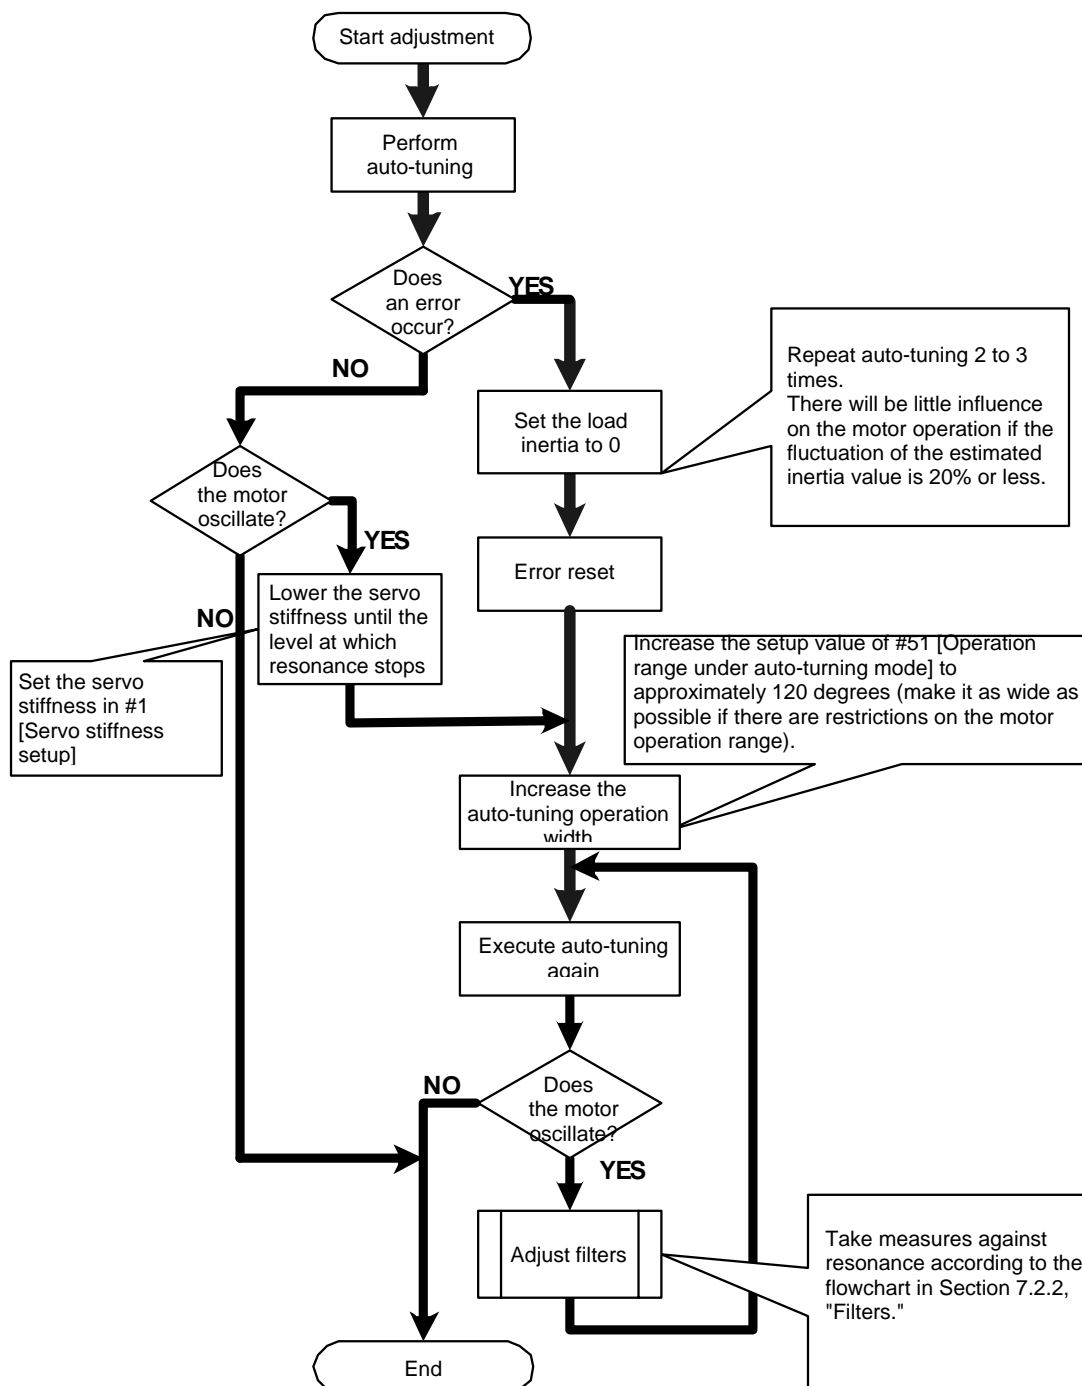 Start adjustment
Perform
auto-tuning
Does
an error
occur?
YES
NO
Set the load
inertia to 0
Repeat auto-tuning 2 to 3
times.
There will be little influence
on the motor operation if the
fluctuation of the estimated
inertia value is 20% or less.
Does
the motor
oscillate?
YES
NO
Error reset
Lower the servo
stiffness until the
level at which
resonance stops
Set the servo
stiffness in #1
[Servo stiffness
setup]
Increase the setup value of #51 [Operation
range under auto-turning mode] to
approximately 120 degrees (make it as wide as
possible if there are restrictions on the motor
operation range).
Increase the
auto-tuning operation
width
Execute auto-tuning
again
Does
the motor
oscillate?
NO
YES
Adjust filters
Take measures against
resonance according to the
flowchart in Section 7.2.2,
"Filters."
End